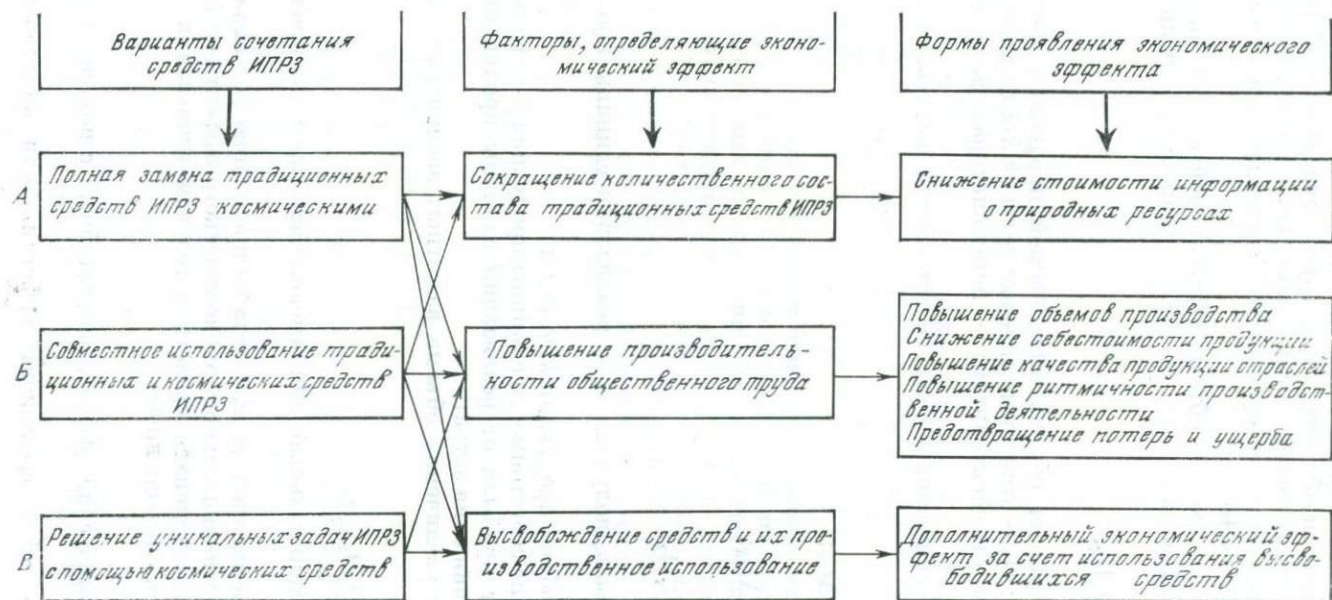 Варианты сочетания
средств ИПРЗ
Факторы, определяющие эконо-
мический эффект
Формы проявления экономического
эффекта
А
Полная замена традиционных
средств ИПРЗ космическими
Сокращение количественного сос-
тава традиционных средств ИПРЗ
Снижение стоимости информации
о природных ресурсах
Б
Совместное использование тради-
ционных и космических средств
ИПРЗ
Повышение производитель-
ности общественного труда
Повышение объемов производства
Снижение себестоимости продукции
Повышение качества продукции отраслей
Повышение ритмичности производст-
венной деятельности
Предотвращение потерь и ущерба
В
Решение уникальных задач ИПРЗ
с помощью космических средств
Высвобождение средств и их про-
изводственное использование
Дополнительный экономический эф-
фект за счет использования высво-
бодившихся средств